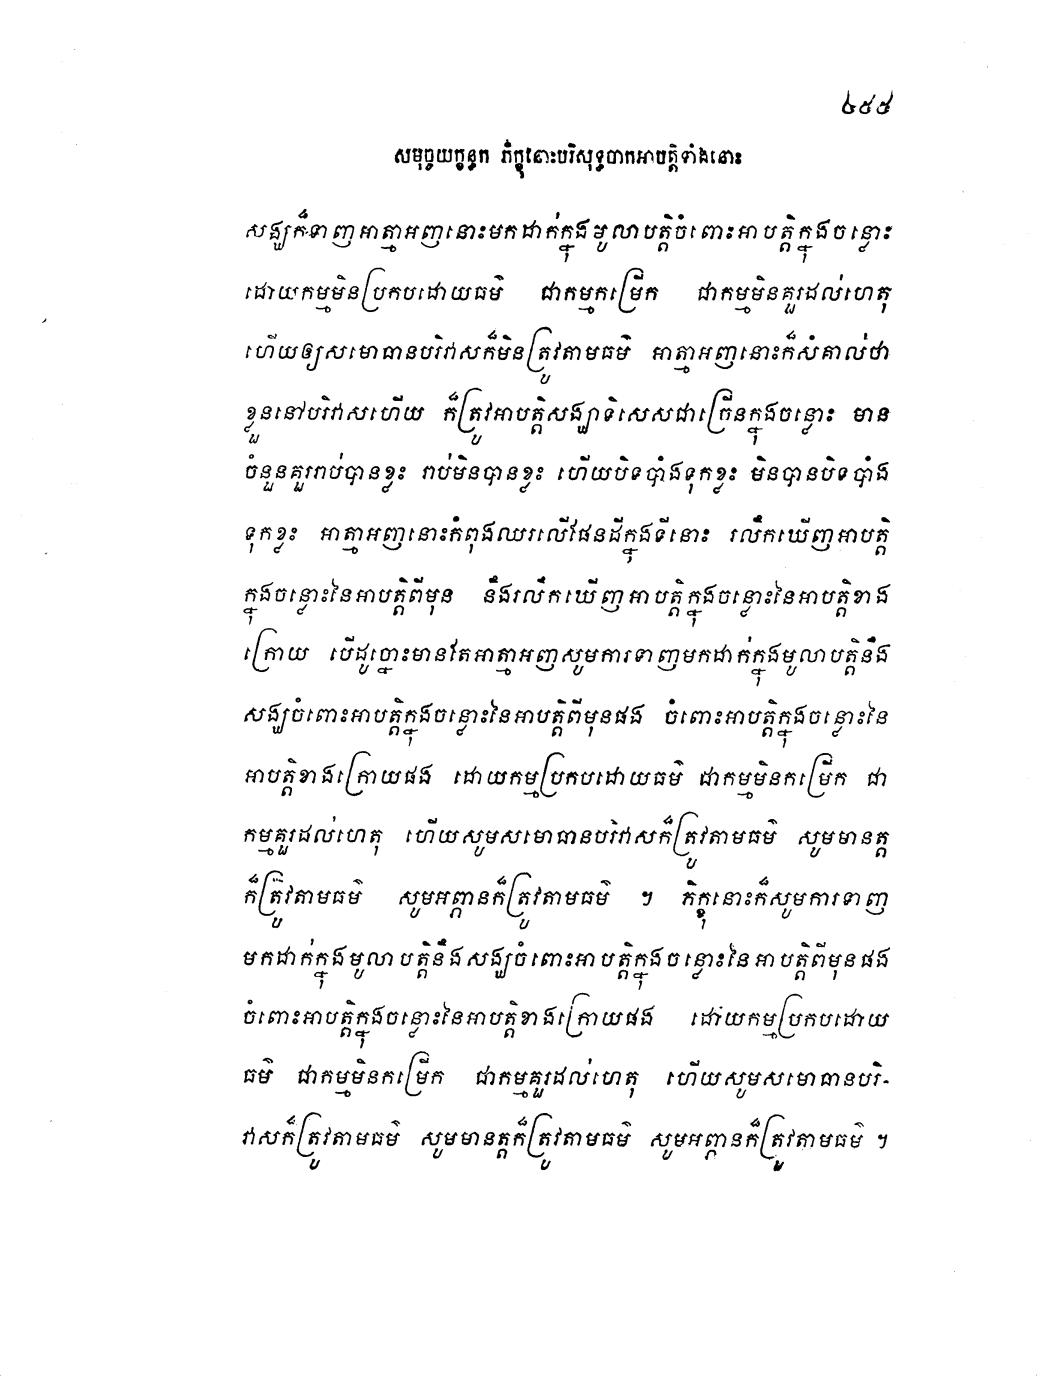 ៤៥៥
សមុច្ចយក្ខន្ធក ភិក្ខុនោះបរិសុទ្ធចាកអាបត្តិទាំងនោះ
សង្ឃក៏ទាញអាត្មាអញនោះមកដាក់ក្នុងមូលាបត្តិចំពោះអាបត្តិក្នុងចន្លោះ
ដោយកម្មមិនប្រកបដោយធម៌ ជាកម្មកម្រើក ជាកម្មមិនគួរដល់ហេតុ
ហើយឲ្យសមោធានបរិវាសក៏មិនត្រូវតាមធម៌ អាត្មាអញនោះក៏សំគាល់ថា
ខ្លួននៅបរិវាសហើយ ក៏ត្រូវអាបត្តិសង្ឃាទិសេសជាច្រើនក្នុងចន្លោះ មាន
ចំនួនគួររាប់បានខ្លះ រាប់មិនបានខ្លះ ហើយបិទបាំងទុកខ្លះ មិនបានបិទបាំង
ទុកខ្លះ អាត្មាអញនោះកំពុងឈរលើផែនដីក្នុងទីនោះ រលឹកឃើញអាបត្តិ
ក្នុងចន្លោះនៃអាបត្តិពីមុន នឹងរលឹកឃើញអាបត្តិក្នុងចន្លោះនៃអាបត្តិខាង
ក្រោយ បើដូច្នោះមានតែអាត្មាអញសូមការទាញមកដាក់ក្នុងមូលាបត្តិនឹង
សង្ឃចំពោះអាបត្តិក្នុងចន្លោះនៃអាបត្តិពីមុនផង ចំពោះអាបត្តិក្នុងចន្លោះនៃ
អាបត្តិខាងក្រោយផង ដោយកម្មប្រកបដោយធម៌ ជាកម្មមិនកម្រើក ជា
កម្មគួរដល់ហេតុ ហើយសូមសមោធានបរិវាសក៏ត្រូវតាមធម៌ សូមមានត្ត
ក៏ត្រូវតាមធម៌ សូមអព្ភានក៏ត្រូវតាមធម៌ ។ ភិក្ខុនោះក៏សូមការទាញ
មកដាក់ក្នុងមូលាបត្តិនឹងសង្ឃចំពោះអាបត្តិក្នុងចន្លោះនៃអាបត្តិពីមុនផង
ចំពោះអាបត្តិក្នុងចន្លោះនៃអាបត្តិខាងក្រោយផង ដោយកម្មប្រកបដោយ
ធម៌ ជាកម្មមិនកម្រើក ជាកម្មគួរដល់ហេតុ ហើយសូមសមោធានបរិ-
វាសក៏ត្រូវតាមធម៌ សូមមានត្តក៏ត្រូវតាមធម៌ សូមអព្ភានក៏ត្រូវតាមធម៌ ។